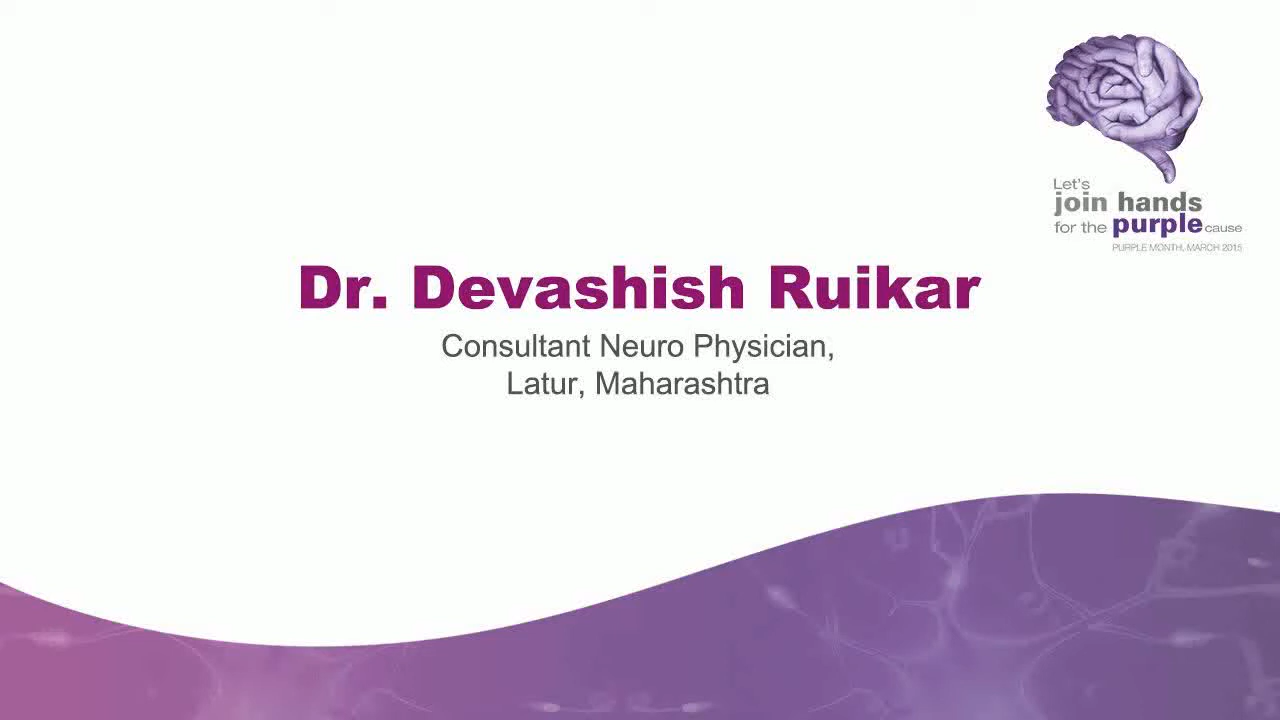 Let's
join hands
for the purple cause
PURPLE MONTH, MARCH 2015
Dr. Devashish Ruikar
Consultant Neuro Physician,
Latur, Maharashtra